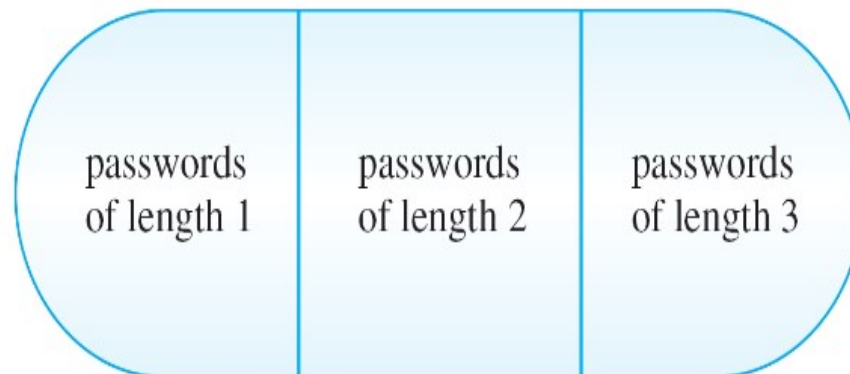 passwords
of length 1
passwords
of length 2
passwords
of length 3